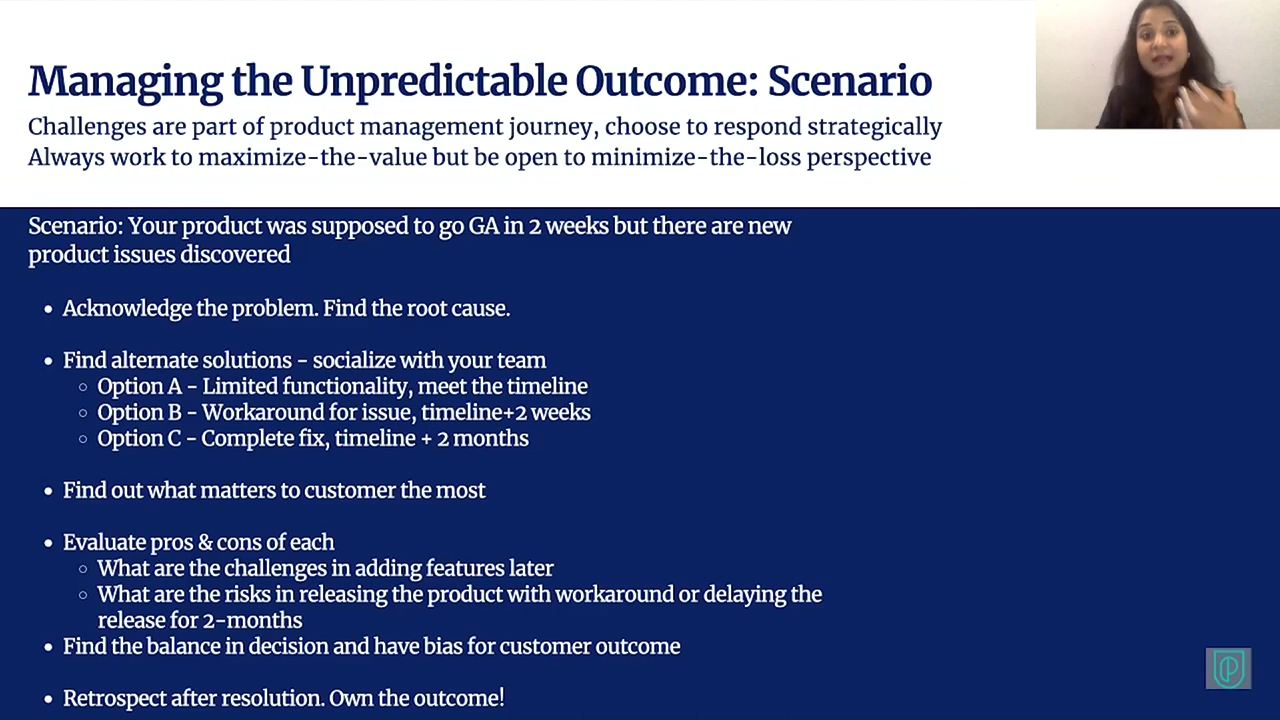 Managing the Unpredictable Outcome: Scenario
Challenges are part of product management journey, choose to respond strategically
Always work to maximize-the-value but be open to minimize-the-loss perspective
Scenario: Your product was supposed to go GA in 2 weeks but there are new
product issues discovered
• Acknowledge the problem. Find the root cause.
• Find alternate solutions - socialize with your team
◦ Option A - Limited functionality, meet the timeline
◦ Option B - Workaround for issue, timeline+2 weeks
◦ Option C - Complete fix, timeline + 2 months
• Find out what matters to customer the most
• Evaluate pros & cons of each
◦ What are the challenges in adding features later
◦ What are the risks in releasing the product with workaround or delaying the
release for 2-months
• Find the balance in decision and have bias for customer outcome
• Retrospect after resolution. Own the outcome!